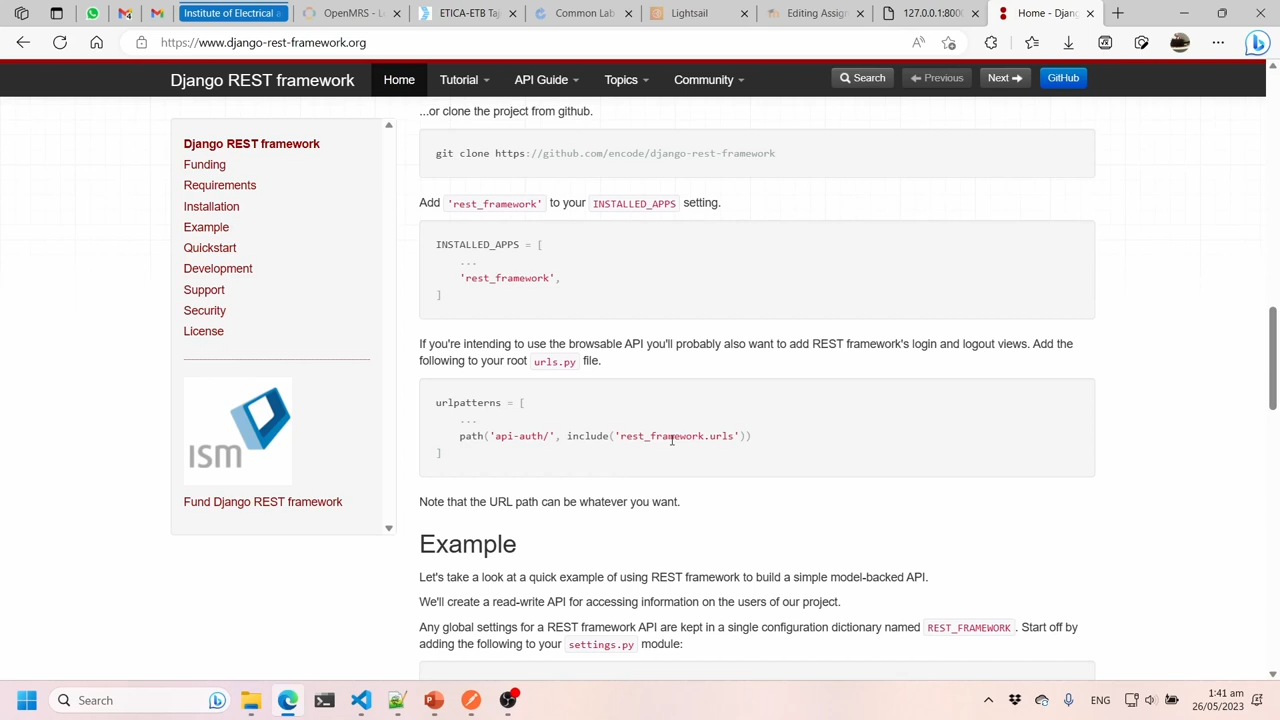 Institute of Electrical a
OpenMRS - L
ETICA-ETB Ta
Common Lab
Lightsail
Editing Assign
Home - Djang
https://www.django-rest-framework.org
Django REST framework
Home
Tutorial
API Guide
Topics
Community
Search
Previous
Next
GitHub
...or clone the project from github.
git clone https://github.com/encode/django-rest-framework
Add 'rest_framework' to your INSTALLED_APPS setting.
INSTALLED_APPS = [
...
'rest_framework',
]
If you're intending to use the browsable API you'll probably also want to add REST framework's login and logout views. Add the
following to your root urls.py file.
urlpatterns = [
...
path('api-auth/', include('rest_framework.urls'))
]
Note that the URL path can be whatever you want.
Example
Let's take a look at a quick example of using REST framework to build a simple model-backed API.
We'll create a read-write API for accessing information on the users of our project.
Any global settings for a REST framework API are kept in a single configuration dictionary named REST_FRAMEWORK . Start off by
adding the following to your settings.py module:
Django REST framework
Funding
Requirements
Installation
Example
Quickstart
Development
Support
Security
License
ISM
Fund Django REST framework
Search
ENG
1:41 am
26/05/2023